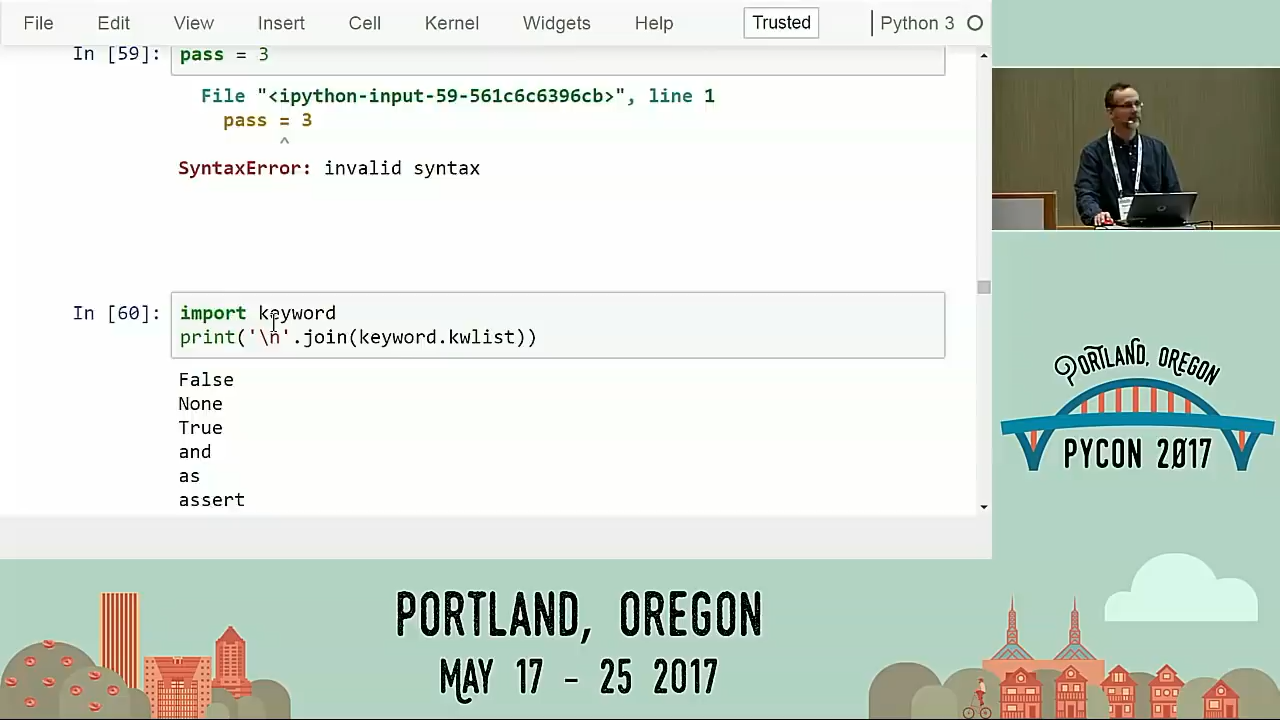 File Edit View Insert Cell Kernel Widgets Help Trusted Python 3
In [59]: pass = 3
File "<ipython-input-59-561c6c6396cb>", line 1
pass = 3
^
SyntaxError: invalid syntax
In [60]: import keyword
print('\n'.join(keyword.kwlist))
False
None
True
and
as
assert
PORTLAND, OREGON
PYCON 2017
PORTLAND, OREGON
MAY 17 - 25 2017